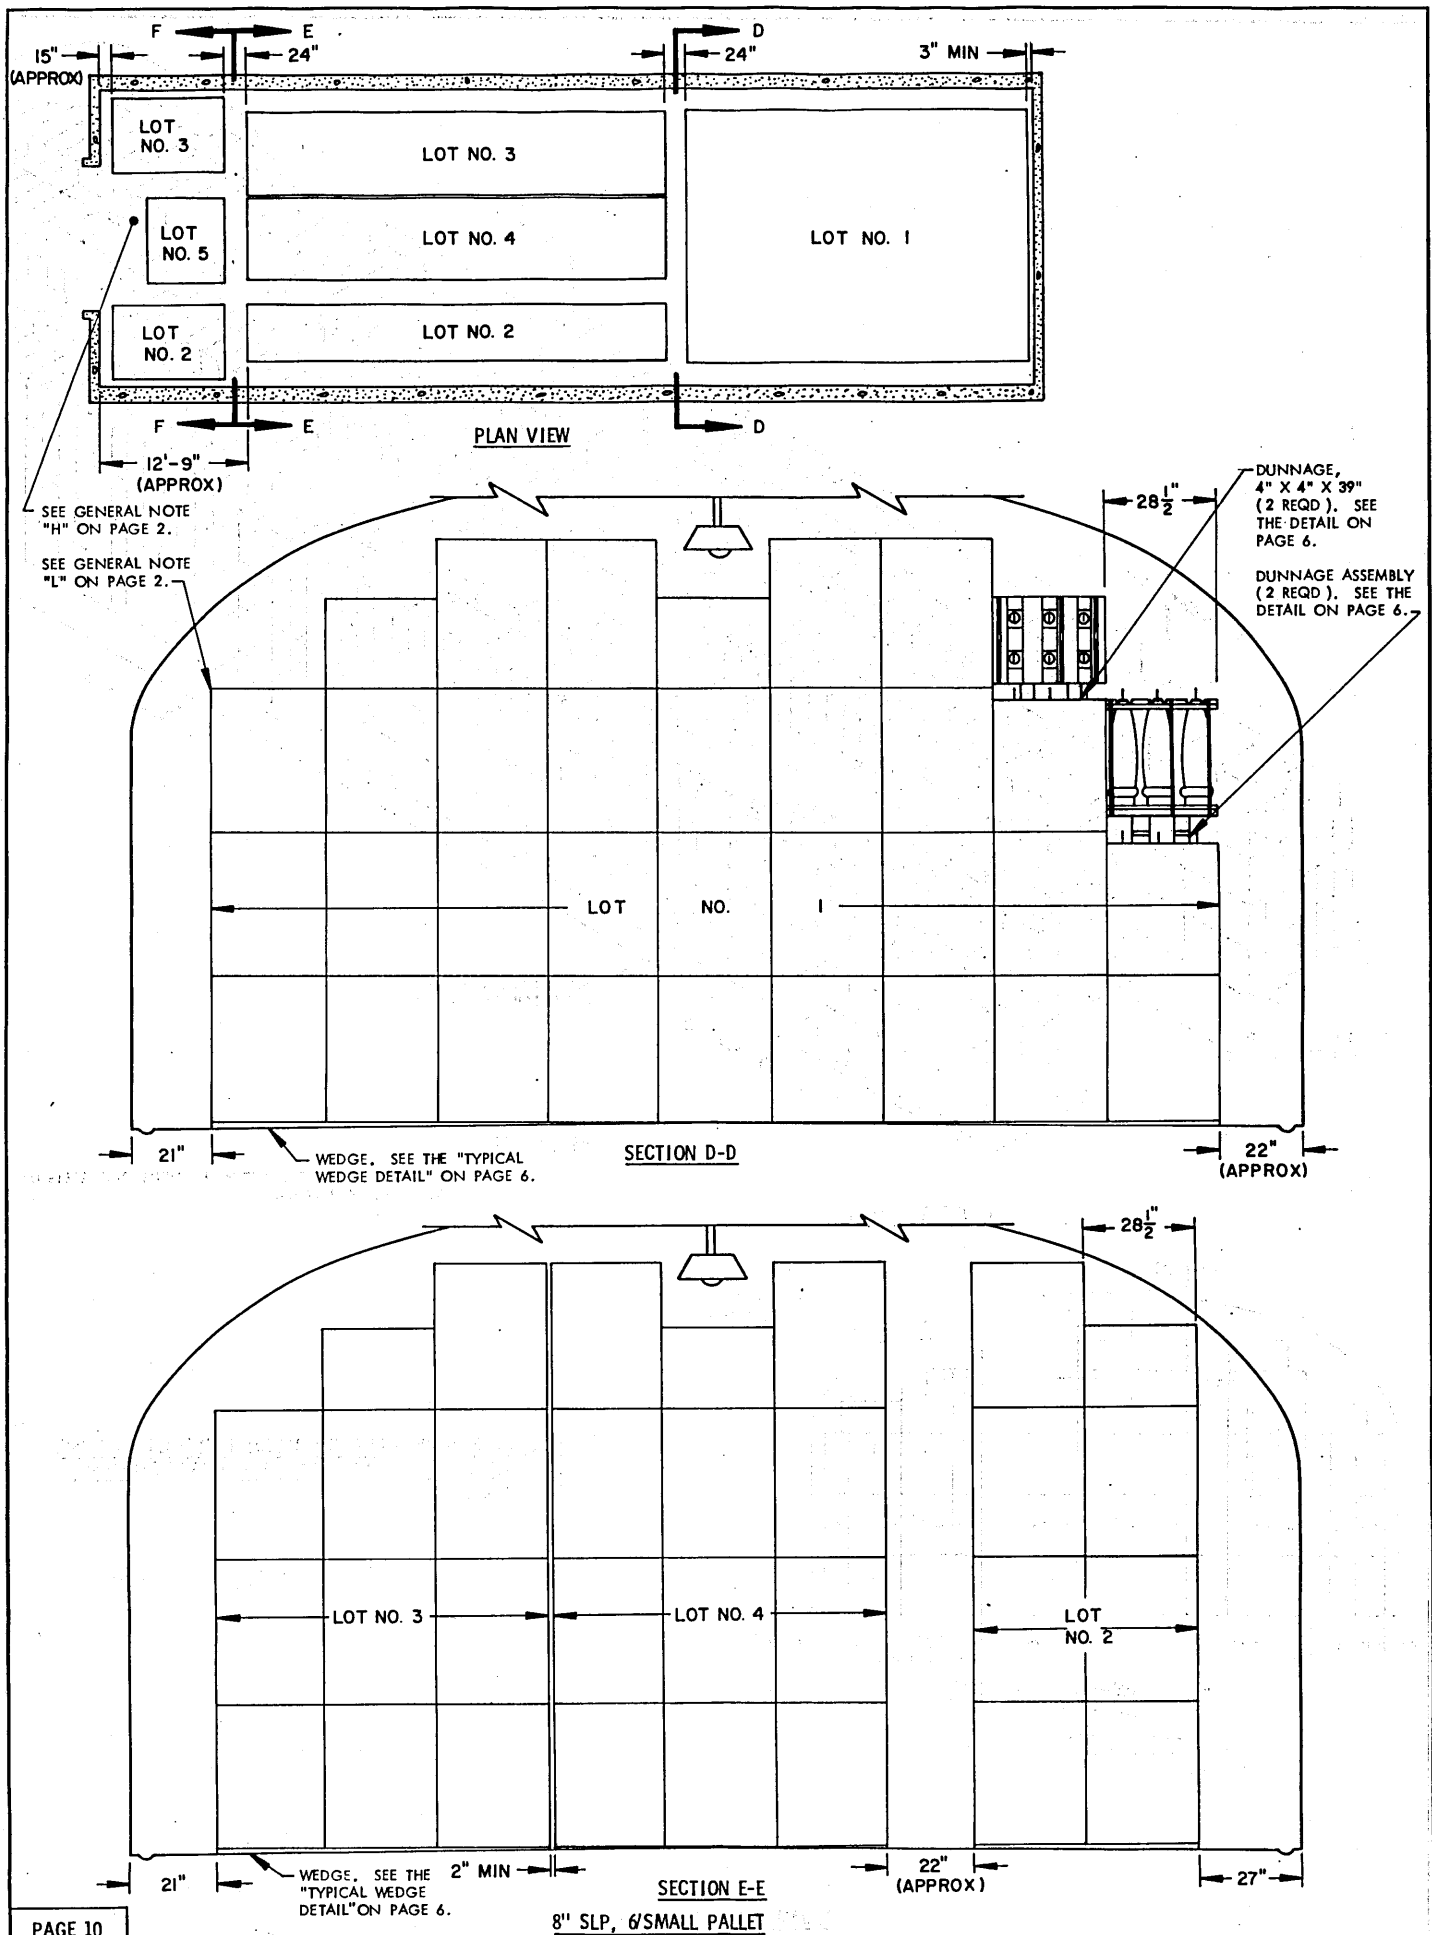 F E
15"
(APPROX)
24"
D
24"
3" MIN
LOT
NO. 3
LOT NO. 3
LOT
NO. 5
LOT NO. 4
LOT NO. 1
LOT
NO. 2
LOT NO. 2
F E
D
PLAN VIEW
12'-9"
(APPROX)
SEE GENERAL NOTE
"H" ON PAGE 2.
SEE GENERAL NOTE
"L" ON PAGE 2.
28 1/2"
DUNNAGE,
4" X 4" X 39"
(2 REQD). SEE
THE DETAIL ON
PAGE 6.
DUNNAGE ASSEMBLY
(2 REQD). SEE THE
DETAIL ON PAGE 6.
LOT NO. 1
21"
WEDGE. SEE THE "TYPICAL
WEDGE DETAIL" ON PAGE 6.
SECTION D-D
22"
(APPROX)
28 1/2"
LOT NO. 3
LOT NO. 4
LOT
NO. 2
21"
WEDGE. SEE THE
"TYPICAL WEDGE
DETAIL" ON PAGE 6.
2" MIN
22"
(APPROX)
27"
SECTION E-E
8" SLP, 6/SMALL PALLET
PAGE 10